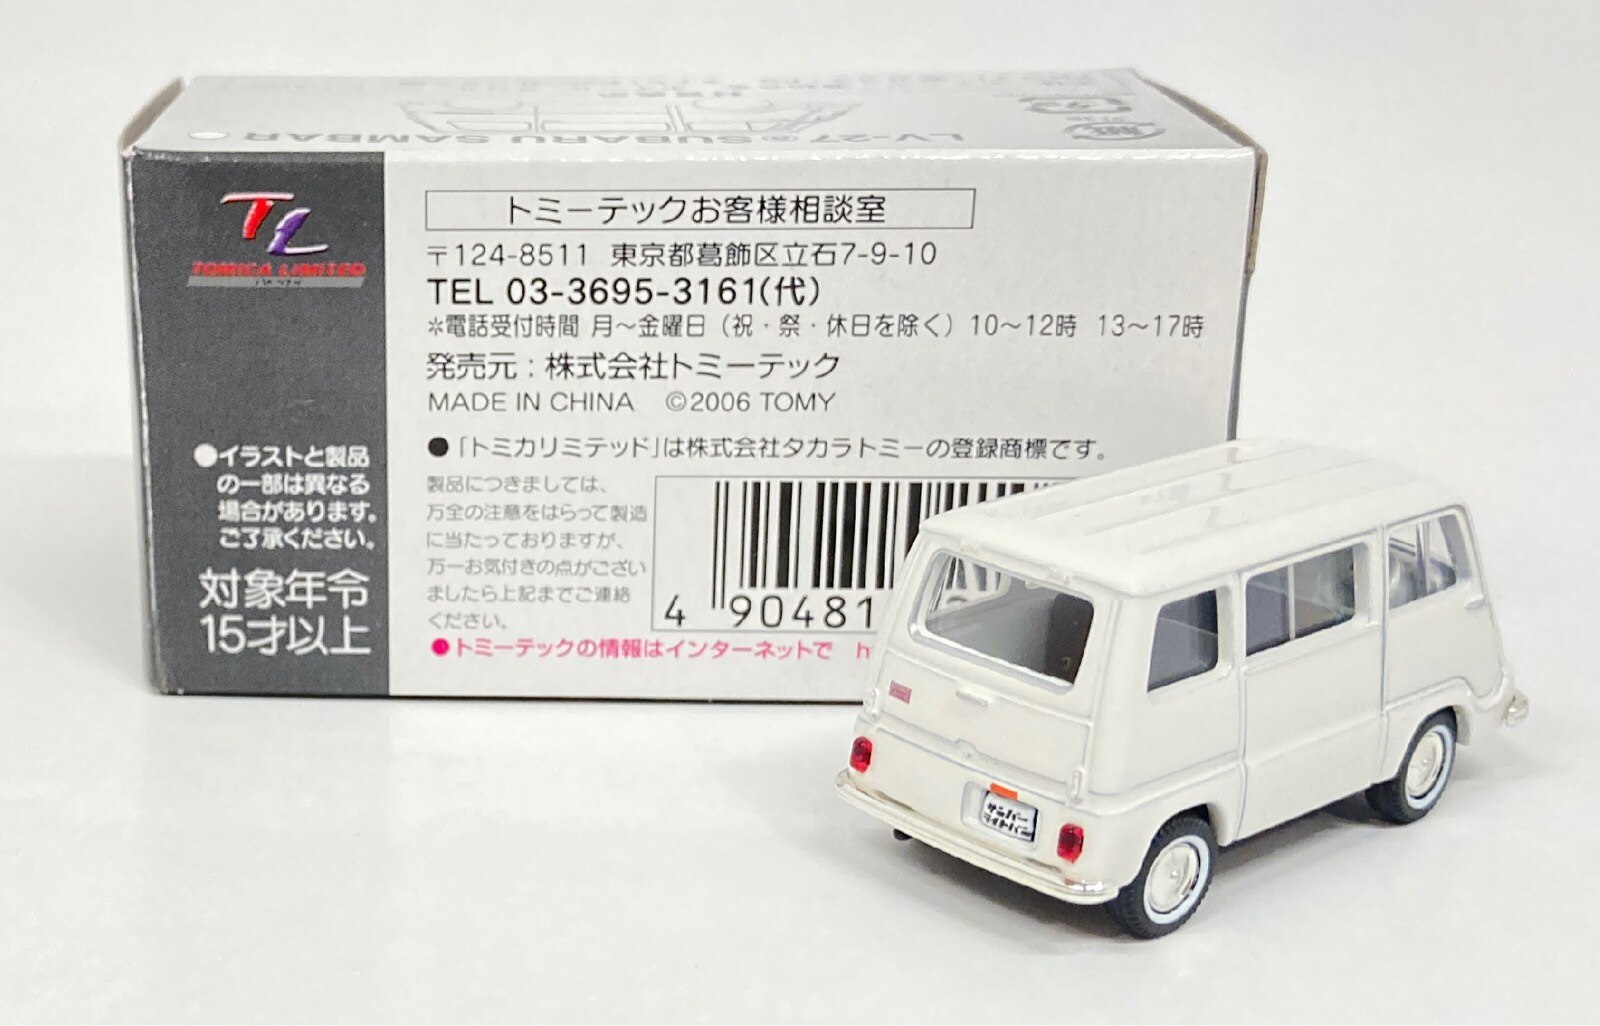 LV-27a SUBARU SAMBAR
TL
TOMICA LIMITED
トミーテックお客様相談室
〒124-8511 東京都葛飾区立石7-9-10
TEL 03-3695-3161(代)
※電話受付時間 月〜金曜日(祝・祭・休日を除く)10〜12時 13〜17時
発売元:株式会社トミーテック
MADE IN CHINA ©2006 TOMY
●「トミカリミテッド」は株式会社タカラトミーの登録商標です。
●イラストと製品
の一部は異なる
場合があります。
ご了承ください。
対象年令
15才以上
製品につきましては、
万全の注意をはらって製造
に当たっておりますが、
万一お気付きの点がござい
ましたら上記までご連絡
ください。
4 90481
●トミーテックの情報はインターネットで h
サンバー
ライトバン